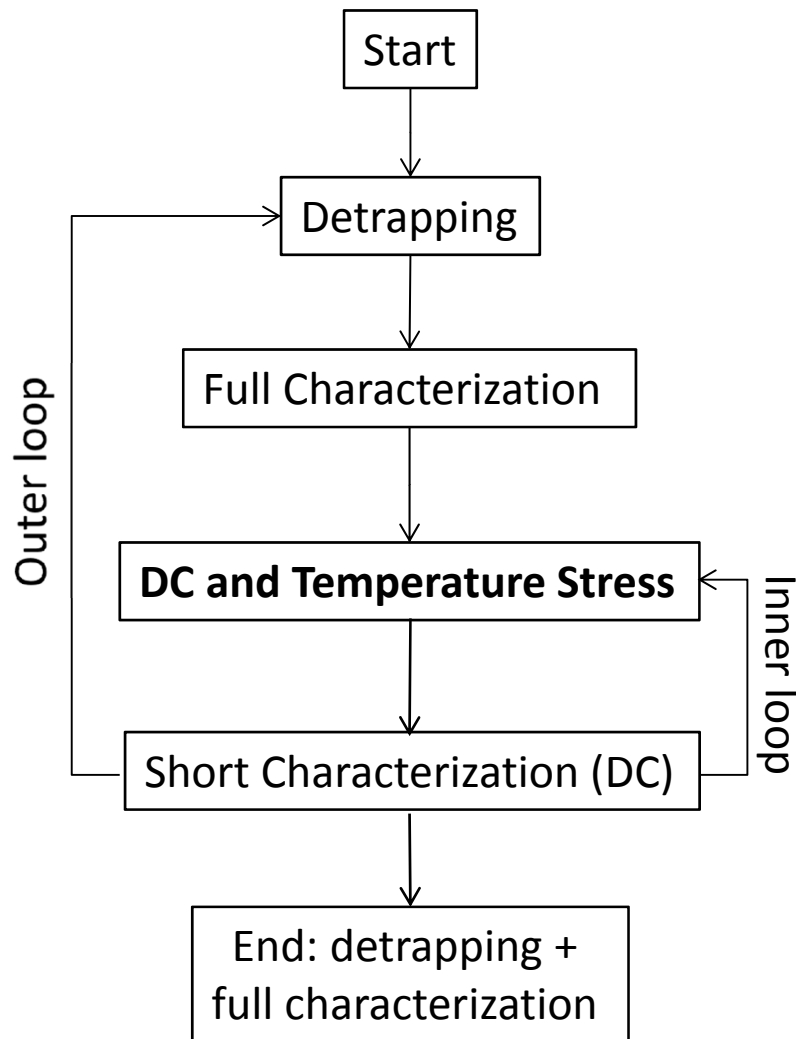 Start
Detrapping
Full Characterization
Outer loop
DC and Temperature Stress
Inner loop
Short Characterization (DC)
End: detrapping +
full characterization